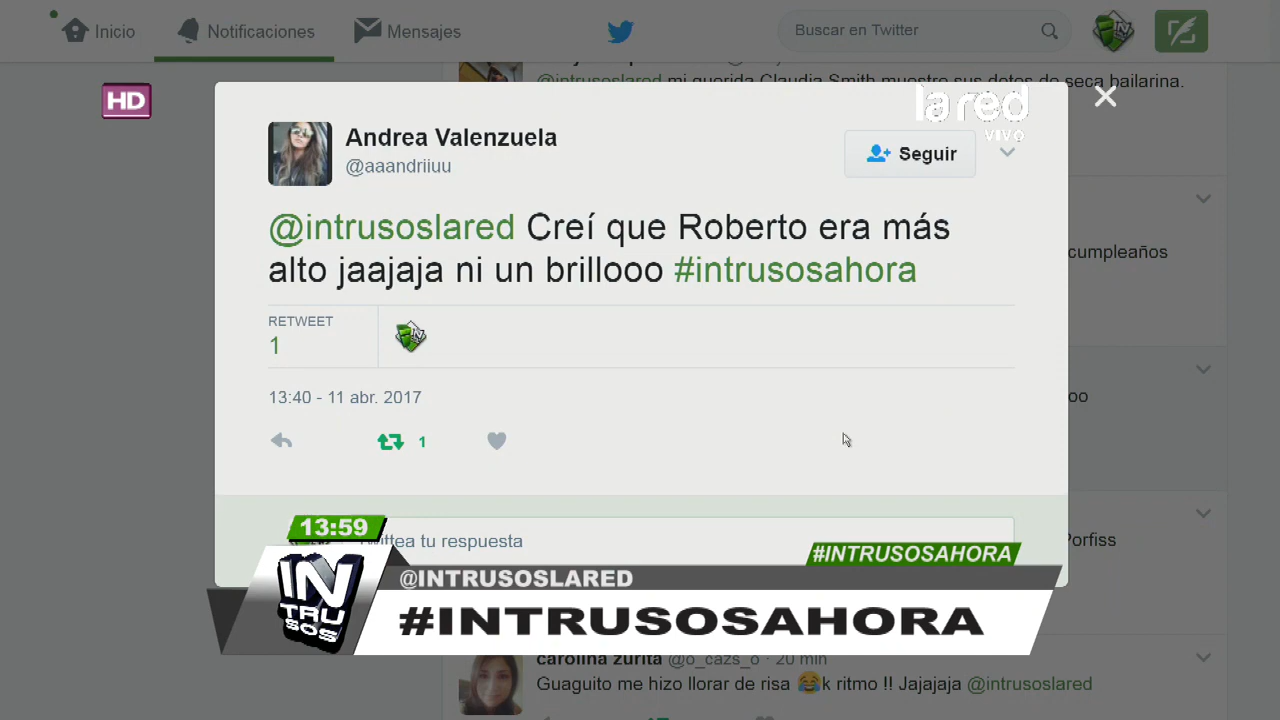 Inicio Notificaciones Mensajes Buscar en Twitter
@intrusoslared mi querida Claudia Smith muestre sus dotes de seca bailarina.
HD
la red
VIVO
Andrea Valenzuela
@aaandriiuu
Seguir
@intrusoslared Creí que Roberto era más
alto jaajaja ni un brillooo #intrusosahora
cumpleaños
RETWEET
1
13:40 - 11 abr. 2017
oo
1
13:59
Twittea tu respuesta
Porfiss
#INTRUSOSAHORA
@INTRUSOSLARED
INTRUSOS
#INTRUSOSAHORA
carolina zurita @o_cazs_o · 20 min
Guaguito me hizo llorar de risa 😂k ritmo !! Jajajaja @intrusoslared